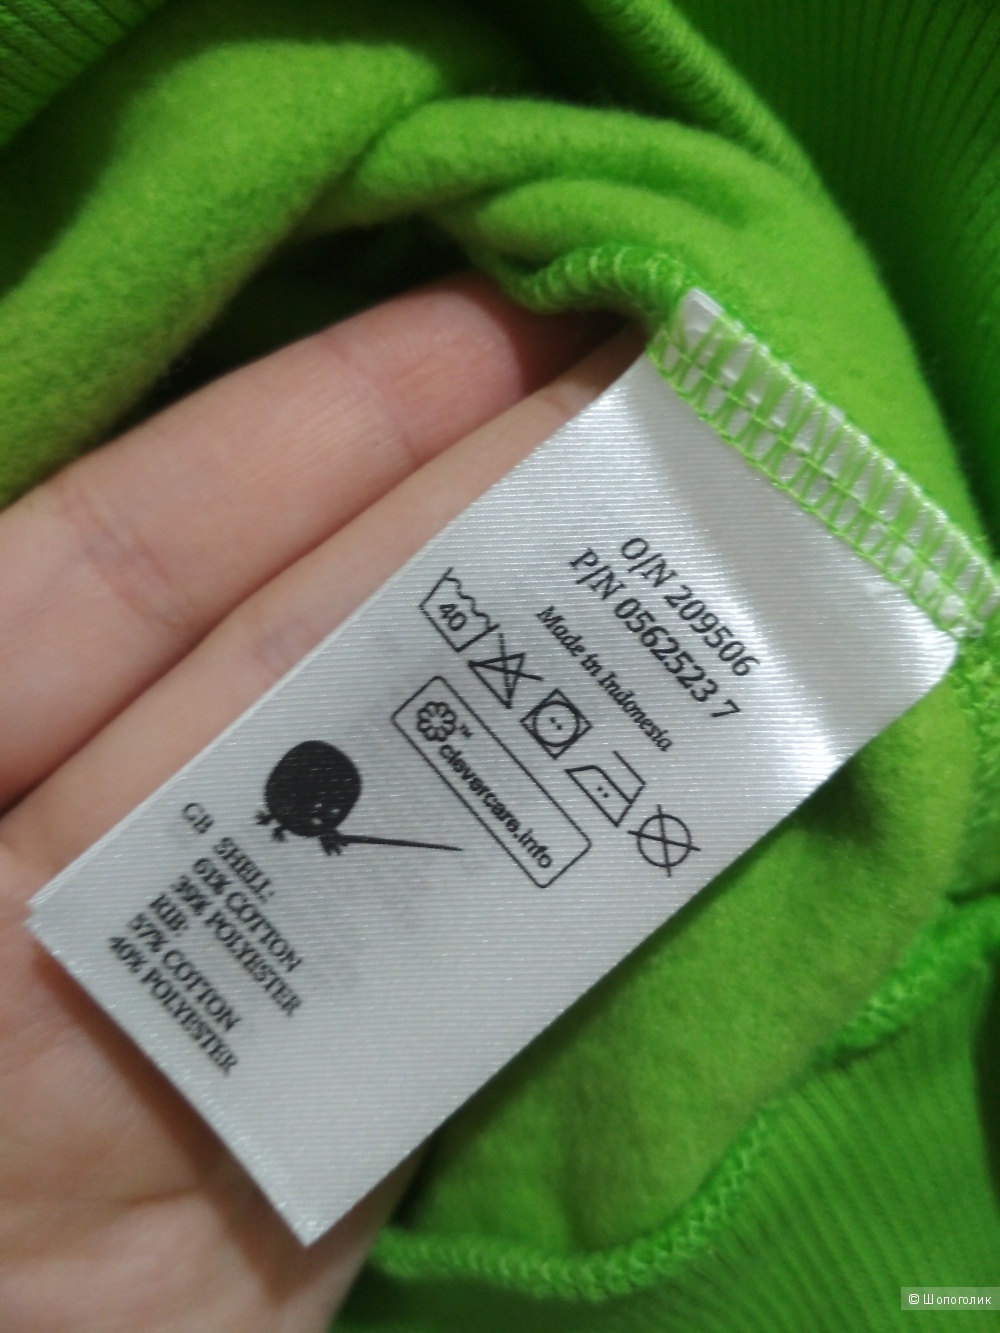 O/N 209506
P/N 0562523 7
Made in Indonesia
40
clevercare.info
TM
GB SHELL:
61% COTTON
39% POLYESTER
RIB:
57% COTTON
40% POLYESTER
© Шопоголик